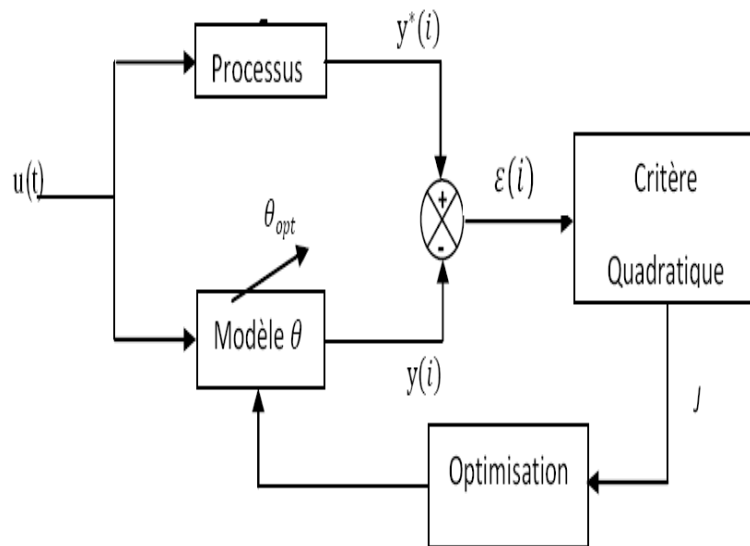 y*(i)
Processus
u(t)
ε(i)
+
-
Critère
Quadratique
θopt
Modèle θ
y(i)
J
Optimisation